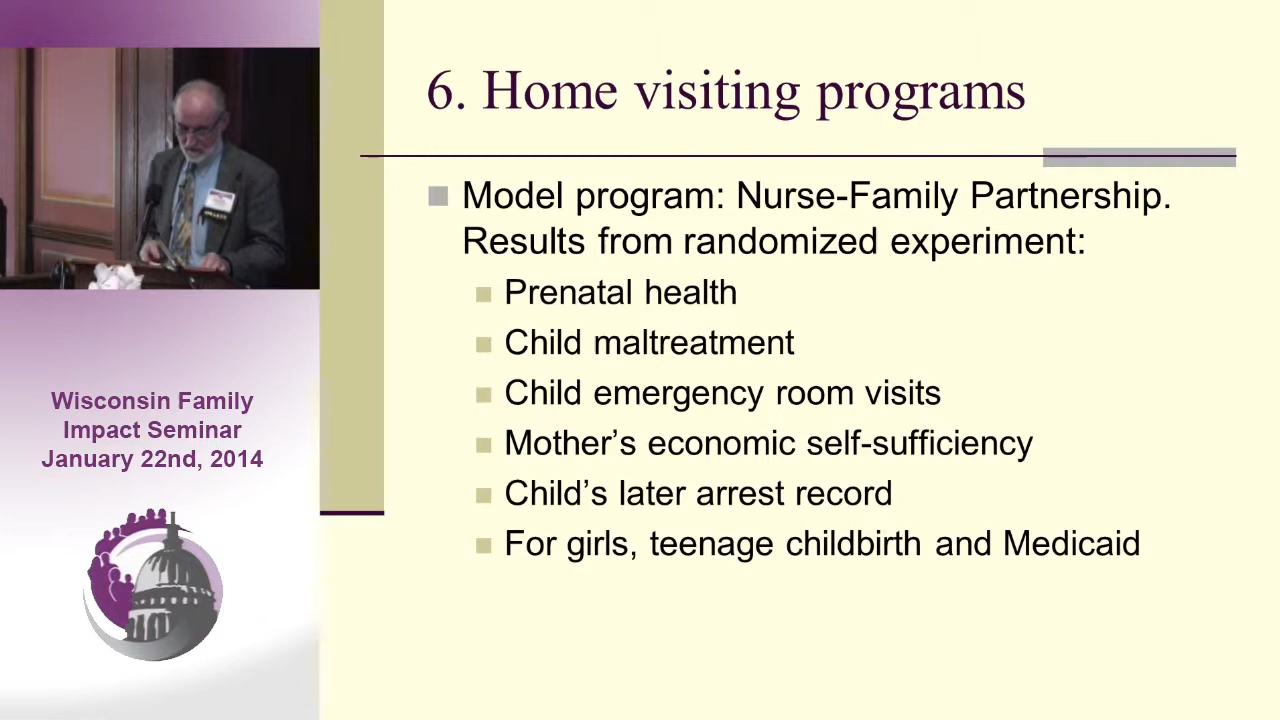 6. Home visiting programs
Model program: Nurse-Family Partnership.
Results from randomized experiment:
Prenatal health
Child maltreatment
Child emergency room visits
Mother’s economic self-sufficiency
Child’s later arrest record
For girls, teenage childbirth and Medicaid
Wisconsin Family
Impact Seminar
January 22nd, 2014